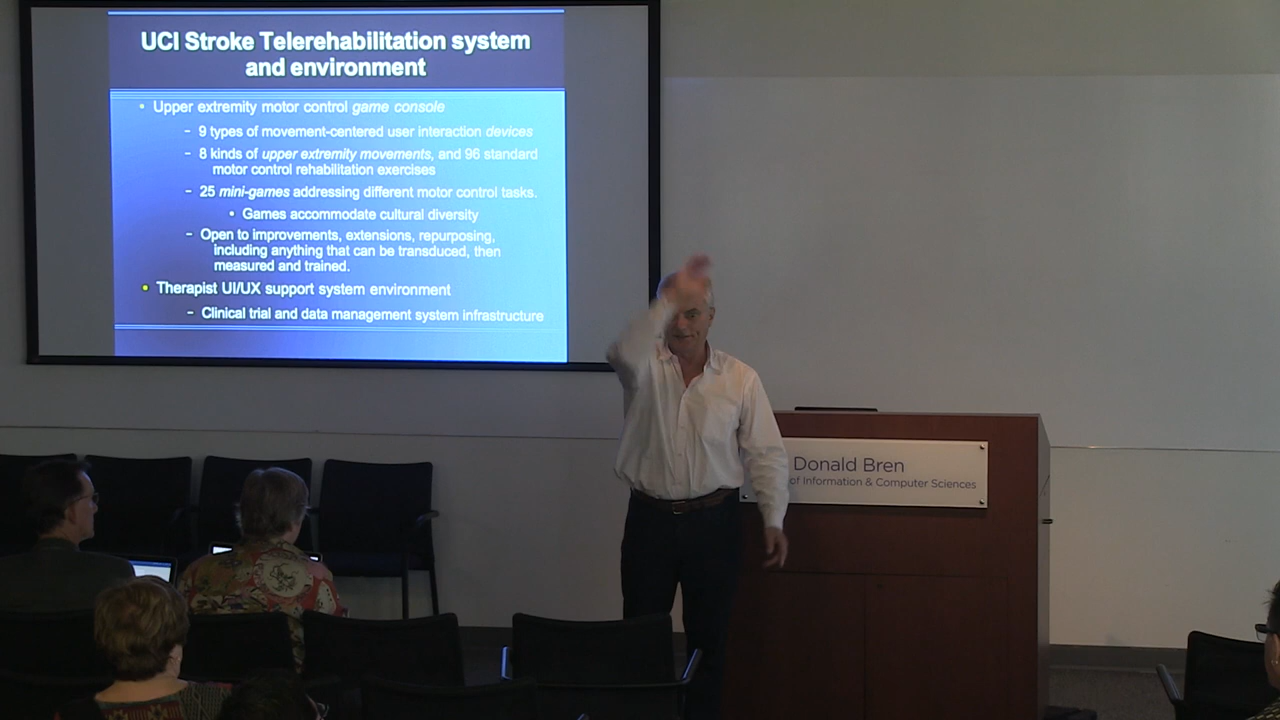 UCI Stroke Telerehabilitation system
and environment
• Upper extremity motor control game console
– 9 types of movement-centered user interaction devices
– 8 kinds of upper extremity movements, and 96 standard
motor control rehabilitation exercises
– 25 mini-games addressing different motor control tasks.
• Games accommodate cultural diversity
– Open to improvements, extensions, repurposing,
including anything that can be transduced, then
measured and trained.
• Therapist UI/UX support system environment
– Clinical trial and data management system infrastructure
Donald Bren
of Information & Computer Sciences